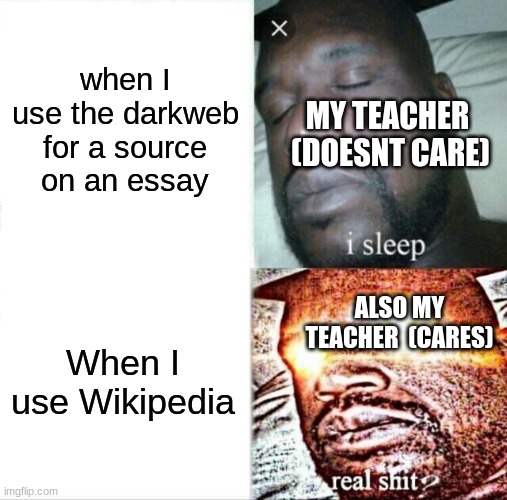 when I
use the darkweb
for a source
on an essay
MY TEACHER
(DOESNT CARE)
i sleep
When I
use Wikipedia
ALSO MY
TEACHER (CARES)
real shit?
imgflip.com